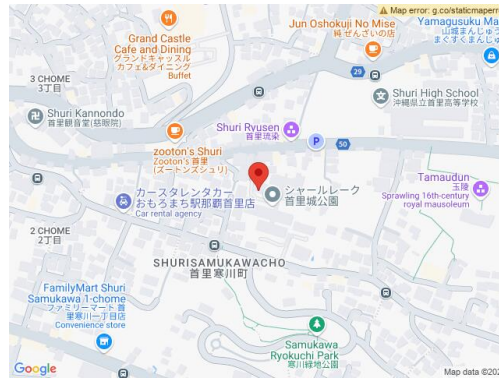 Map error: g.co/staticmaperr
Grand Castle
Cafe and Dining
グランドキャッスル
カフェ&ダイニング
Buffet
Jun Oshokuji No Mise
純 ぜんざいの店
Yamagusuku Ma
山城まんじゅう
まぐすくまんじ
29
3 CHOME
3丁目
Shuri High School
沖縄県立首里高等学校
Shuri Kannondo
首里観音堂(慈眼院)
Shuri Ryusen
首里琉染
P
50
zooton's Shuri
Zooton's 首里
(ズートンズシュリ)
Tamaudun
玉陵
Sprawling 16th-century
royal mausoleum
カースタレンタカー
おもろまち駅那覇首里店
Car rental agency
シャールレーク
首里城公園
2 CHOME
2丁目
SHURISAMUKAWACHO
首里寒川町
FamilyMart Shuri
Samukawa 1-chome
ファミリーマート 首
里寒川一丁目店
Convenience store
Samukawa
Ryokuchi Park
寒川緑地公園
Google
Map data ©202